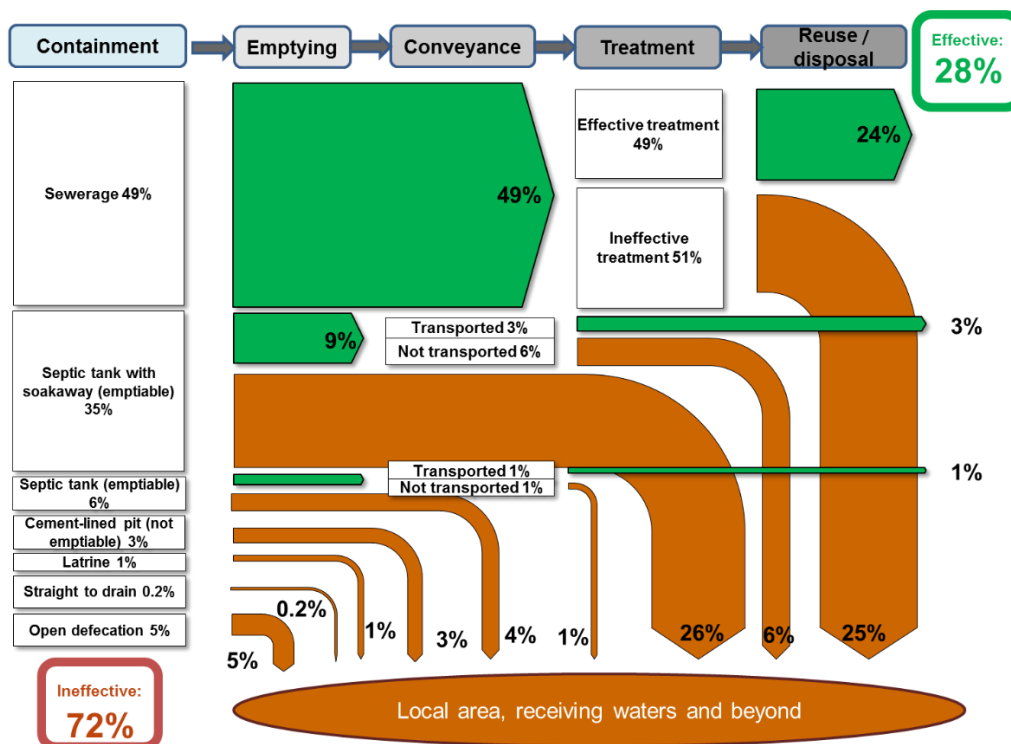 Containment
Emptying
Conveyance
Treatment
Reuse /
disposal
Effective:
28%
Sewerage 49%
49%
Effective treatment
49%
24%
Ineffective
treatment 51%
Septic tank with
soakaway (emptiable)
35%
9%
Transported 3%
Not transported 6%
3%
Septic tank (emptiable)
6%
Transported 1%
Not transported 1%
1%
Cement-lined pit (not
emptiable) 3%
Latrine 1%
Straight to drain 0.2%
Open defecation 5%
5%
0.2%
1%
3%
4%
1%
26%
6%
25%
Ineffective:
72%
Local area, receiving waters and beyond